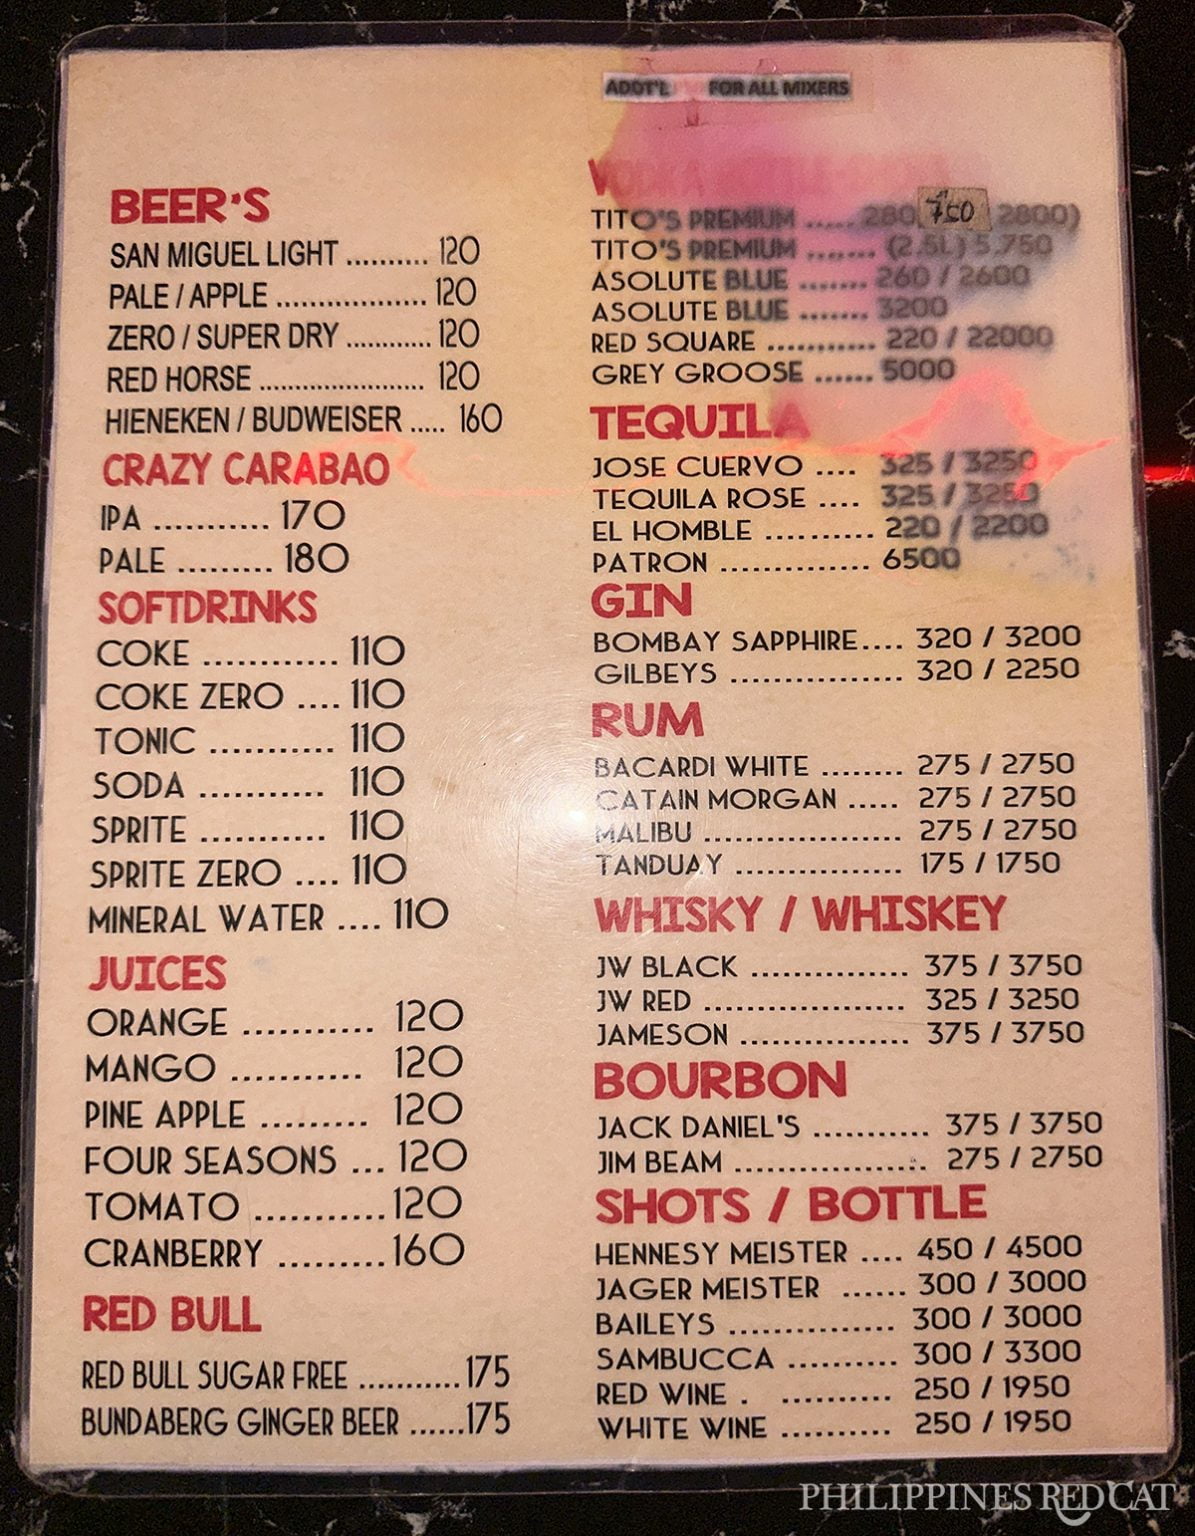 ADDT'L FOR ALL MIXERS
BEER'S
SAN MIGUEL LIGHT .......... 120
PALE / APPLE .................. 120
ZERO / SUPER DRY ............ 120
RED HORSE ........................ 120
HIENEKEN / BUDWEISER ..... 160
CRAZY CARABAO
IPA ........... 170
PALE ......... 180
SOFTDRINKS
COKE ............ 110
COKE ZERO .... 110
TONIC ........... 110
SODA ........... 110
SPRITE ........... 110
SPRITE ZERO .... 110
MINERAL WATER .... 110
JUICES
ORANGE ........... 120
MANGO ........... 120
PINE APPLE ......... 120
FOUR SEASONS ... 120
TOMATO ........... 120
CRANBERRY ......... 160
RED BULL
RED BULL SUGAR FREE ........... 175
BUNDABERG GINGER BEER ...... 175
VODKA
TITO'S PREMIUM ..... 280 750 2800)
TITO'S PREMIUM ....... (2.5L) 5.750
ASOLUTE BLUE ........ 260 / 2600
ASOLUTE BLUE ........ 3200
RED SQUARE ........... 220 / 22000
GREY GROOSE ...... 5000
TEQUILA
JOSE CUERVO .... 325 / 3250
TEQUILA ROSE .... 325 / 3250
EL HOMBLE .......... 220 / 2200
PATRON .............. 6500
GIN
BOMBAY SAPPHIRE.... 320 / 3200
GILBEYS ................ 320 / 2250
RUM
BACARDI WHITE ........ 275 / 2750
CATAIN MORGAN ..... 275 / 2750
MALIBU ................... 275 / 2750
TANDUAY ................ 175 / 1750
WHISKY / WHISKEY
JW BLACK ............... 375 / 3750
JW RED ................... 325 / 3250
JAMESON ................ 375 / 3750
BOURBON
JACK DANIEL'S ........... 375 / 3750
JIM BEAM .................. 275 / 2750
SHOTS / BOTTLE
HENNESY MEISTER .... 450 / 4500
JAGER MEISTER ...... 300 / 3000
BAILEYS ................ 300 / 3000
SAMBUCCA .......... 300 / 3300
RED WINE . .......... 250 / 1950
WHITE WINE .......... 250 / 1950
PHILIPPINES REDCAT